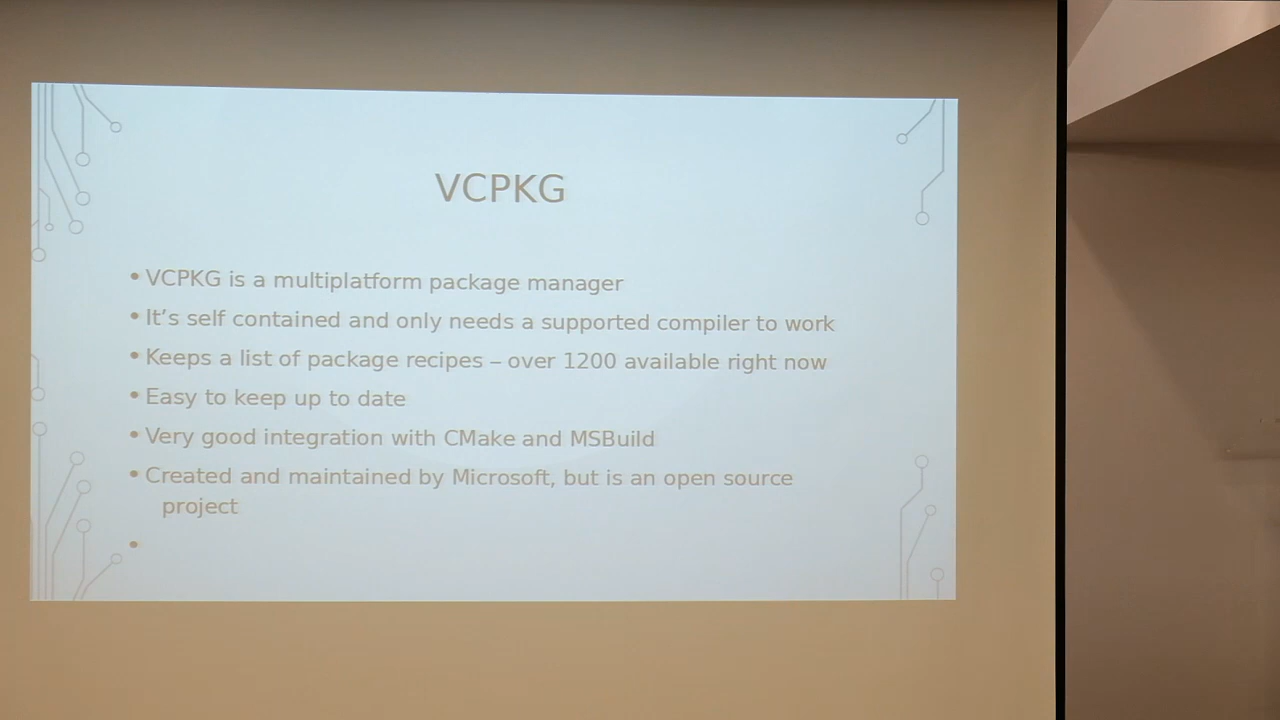 VCPKG
• VCPKG is a multiplatform package manager
• It’s self contained and only needs a supported compiler to work
• Keeps a list of package recipes – over 1200 available right now
• Easy to keep up to date
• Very good integration with CMake and MSBuild
• Created and maintained by Microsoft, but is an open source
project
•